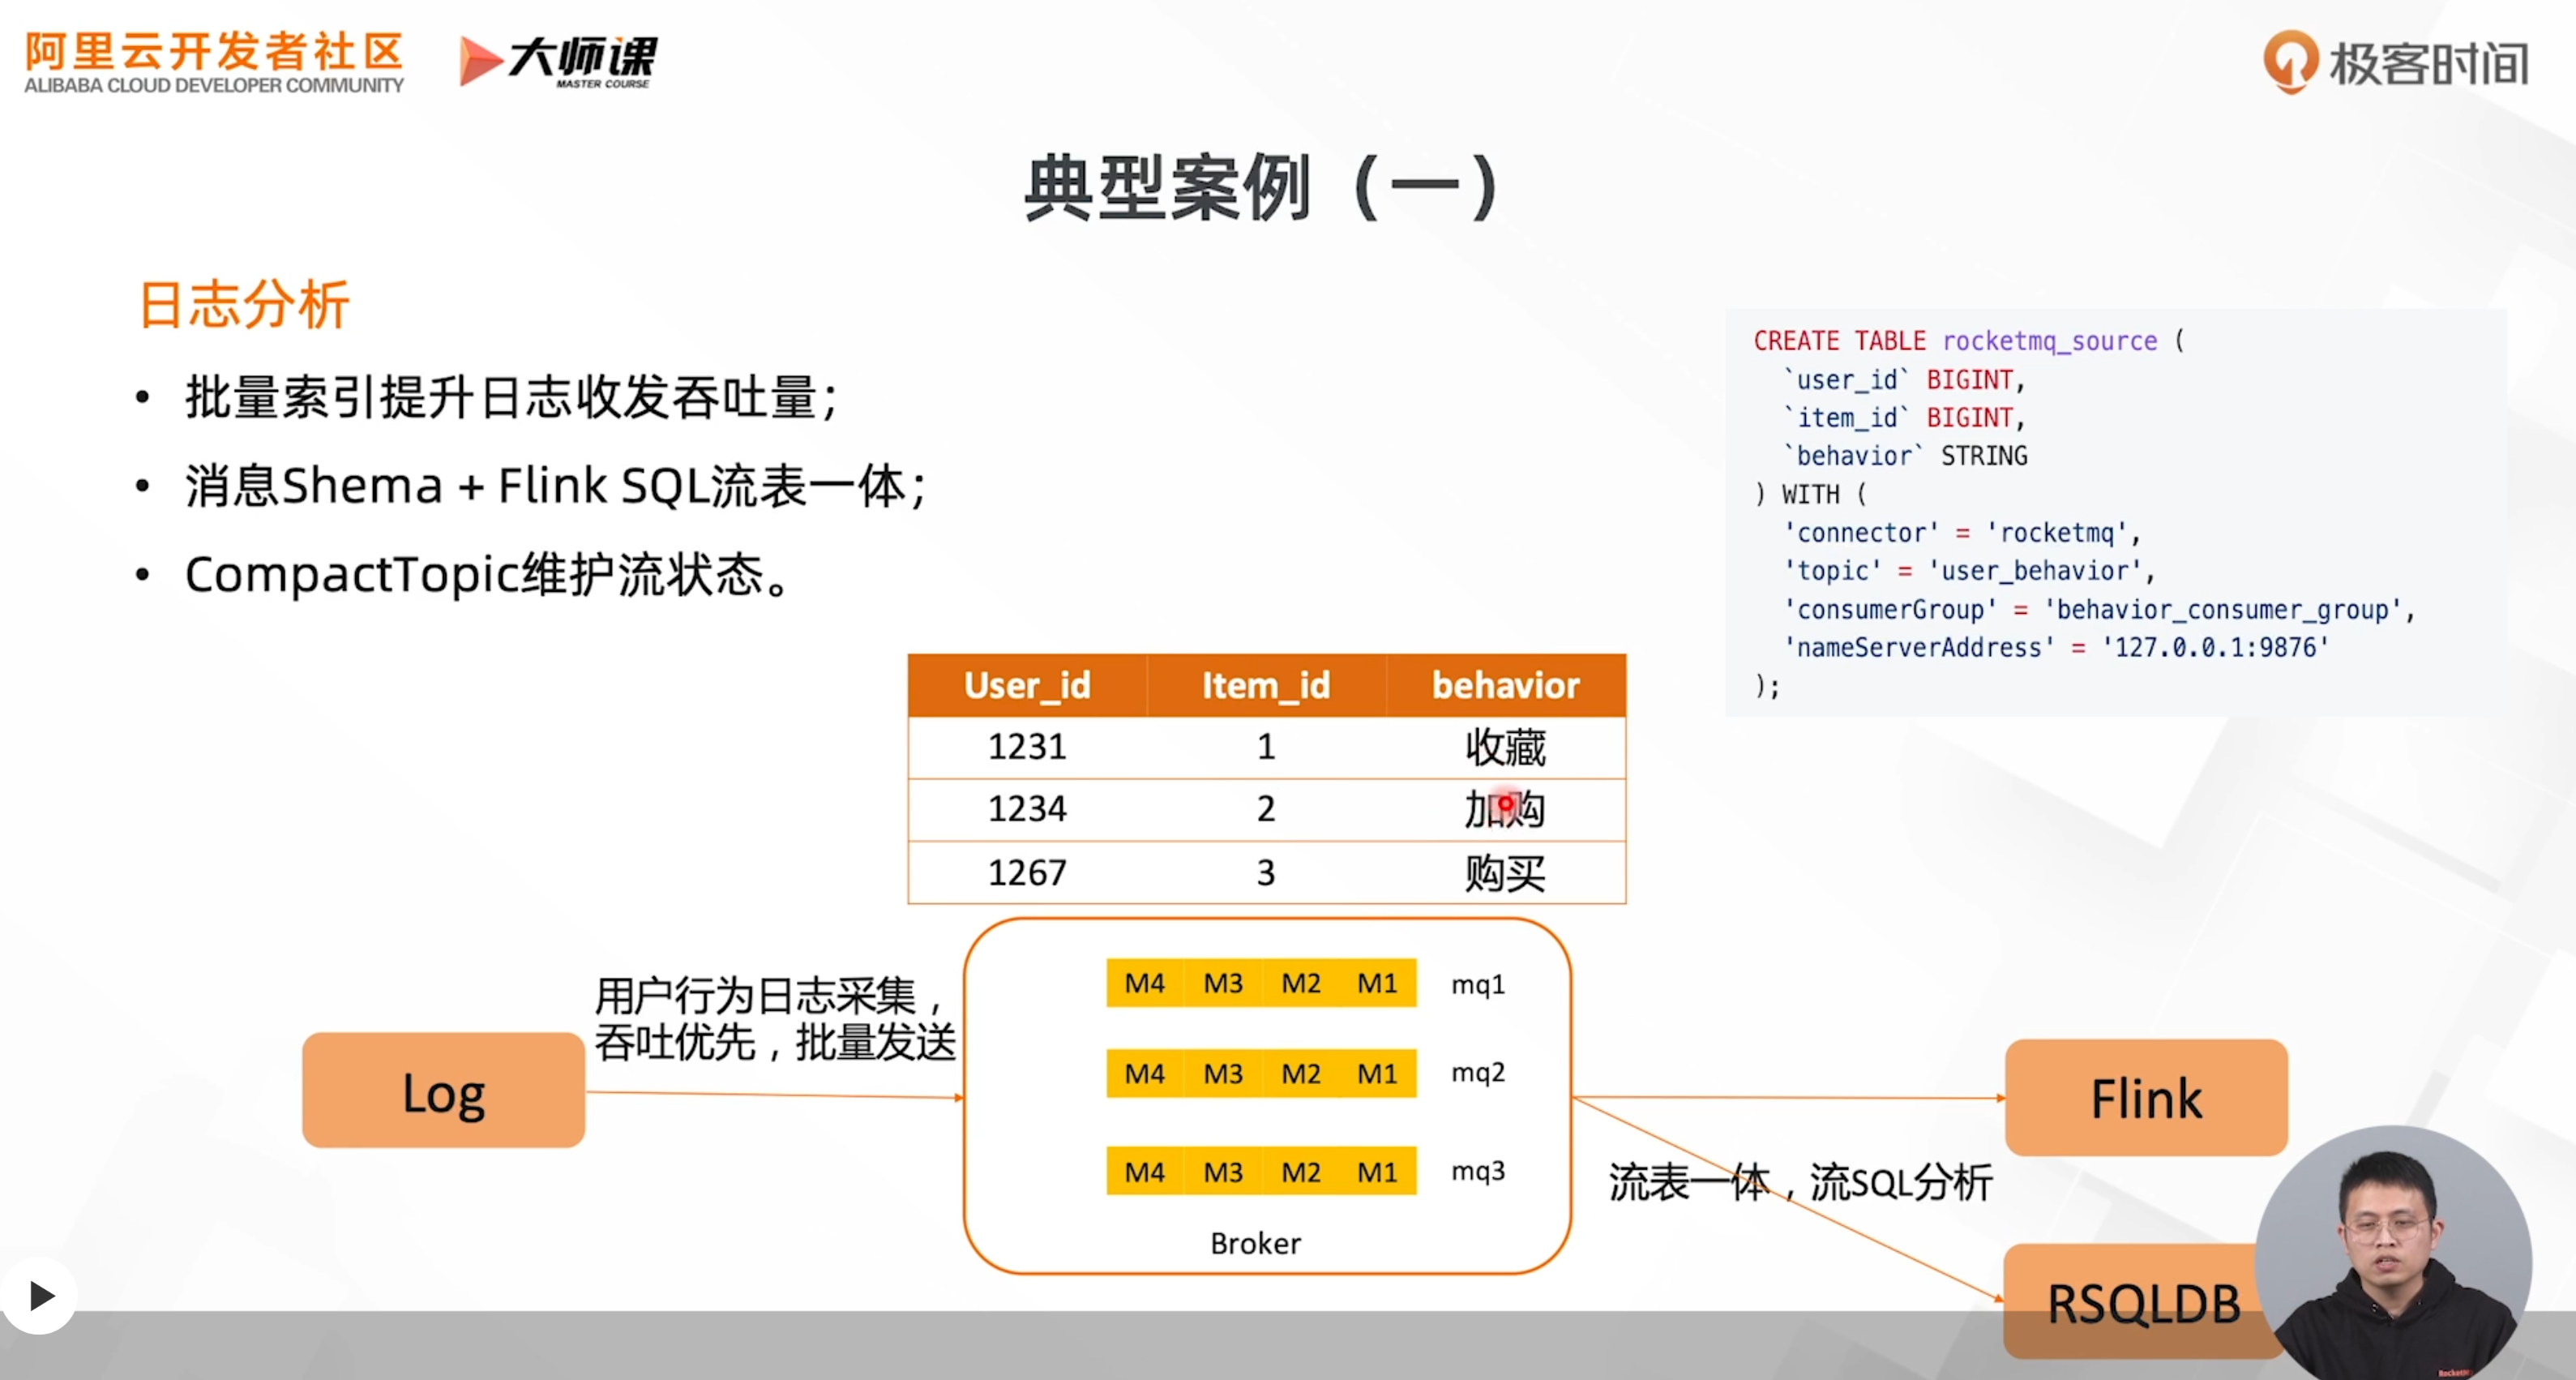 阿里云开发者社区
ALIBABA CLOUD DEVELOPER COMMUNITY
大师课
MASTER COURSE
极客时间
典型案例（一）
日志分析
• 批量索引提升日志收发吞吐量；
• 消息Shema + Flink SQL流表一体；
• CompactTopic维护流状态。
CREATE TABLE rocketmq_source (
`user_id` BIGINT,
`item_id` BIGINT,
`behavior` STRING
) WITH (
'connector' = 'rocketmq',
'topic' = 'user_behavior',
'consumerGroup' = 'behavior_consumer_group',
'nameServerAddress' = '127.0.0.1:9876'
);
User_id Item_id behavior
1231 1 收藏
1234 2 加购
1267 3 购买
用户行为日志采集，
吞吐优先，批量发送
Log
M4 M3 M2 M1 mq1
M4 M3 M2 M1 mq2
M4 M3 M2 M1 mq3
Broker
流表一体，流SQL分析
Flink
RSQLDB